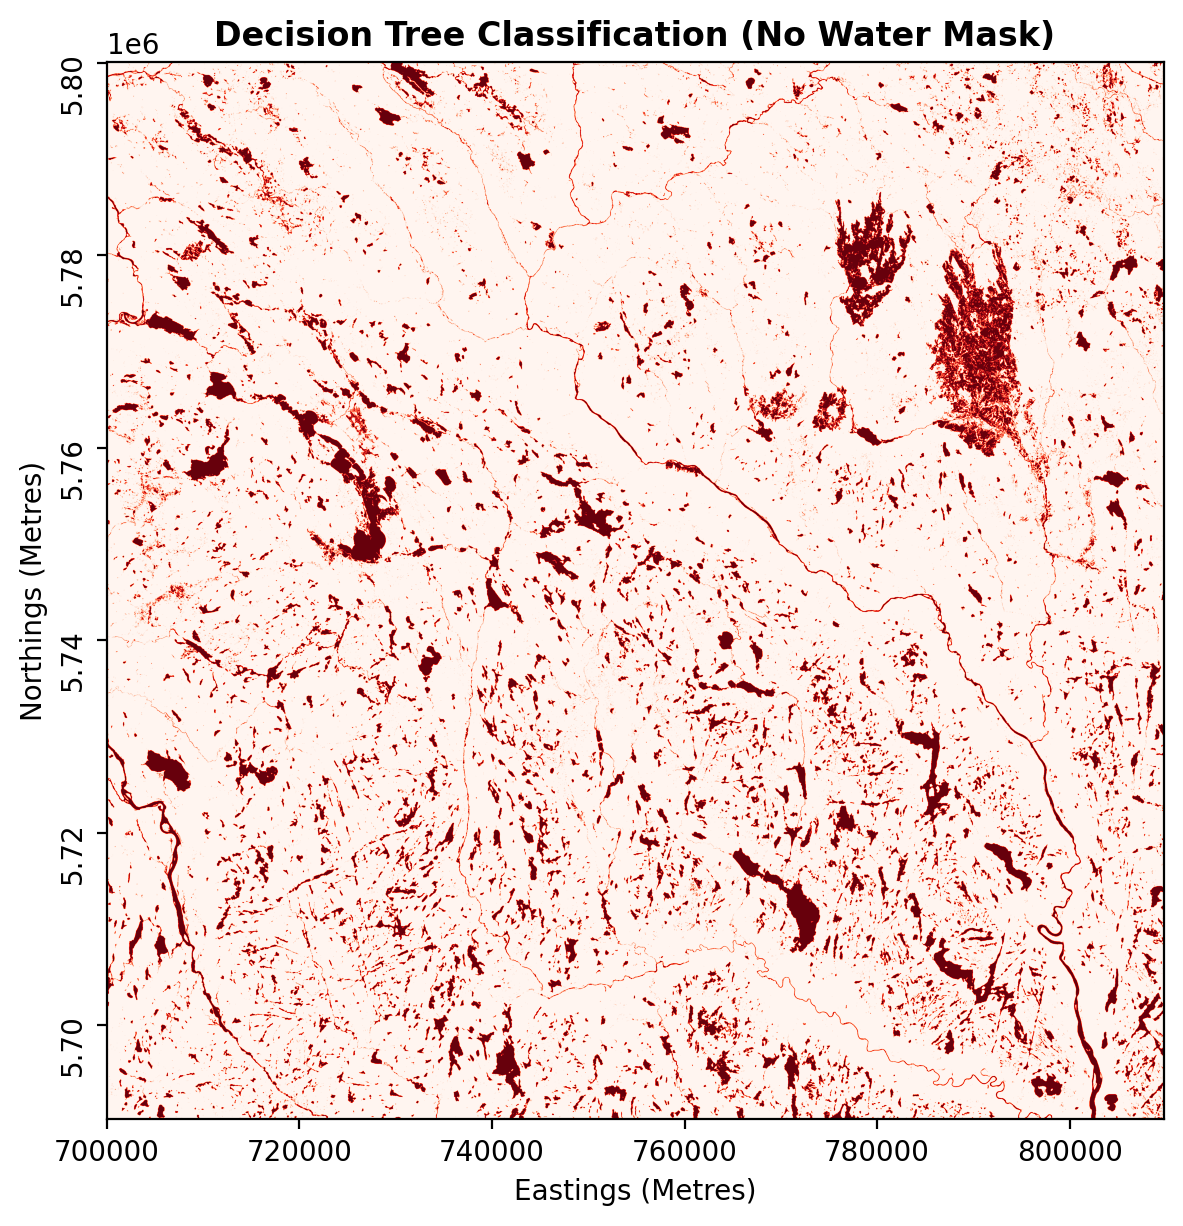 Decision Tree Classification (No Water Mask)
1e6
5.80
5.78
5.76
5.74
5.72
5.70
Northings (Metres)
700000 720000 740000 760000 780000 800000
Eastings (Metres)